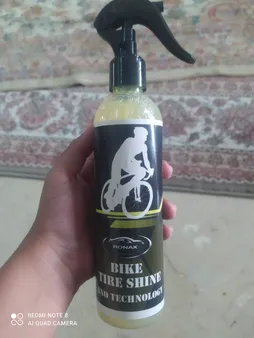 RONAX
BIKE
TIRE SHINE
NANO TECHNOLOGY
REDMI NOTE 8
AI QUAD CAMERA